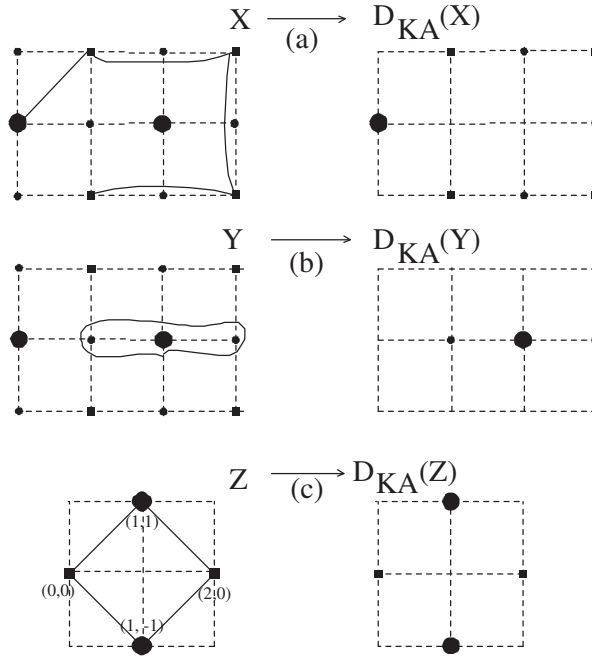 X → D_KA(X)
(a)
Y → D_KA(Y)
(b)
Z → D_KA(Z)
(c)
(1,1)
(0,0) (2,0)
(1,-1)